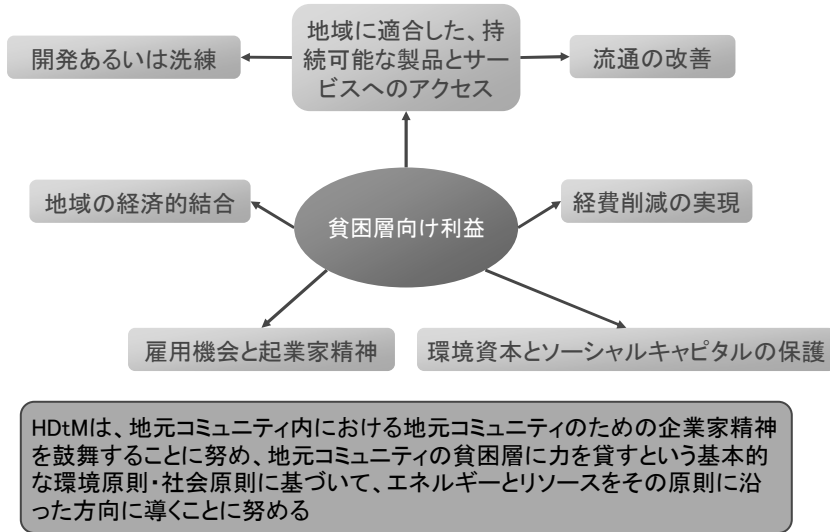 地域に適合した、持
続可能な製品とサー
ビスへのアクセス
開発あるいは洗練
流通の改善
地域の経済的結合
貧困層向け利益
経費削減の実現
雇用機会と起業家精神
環境資本とソーシャルキャピタルの保護
HDtMは、地元コミュニティ内における地元コミュニティのための企業家精神
を鼓舞することに努め、地元コミュニティの貧困層に力を貸すという基本的
な環境原則・社会原則に基づいて、エネルギーとリソースをその原則に沿
った方向に導くことに努める